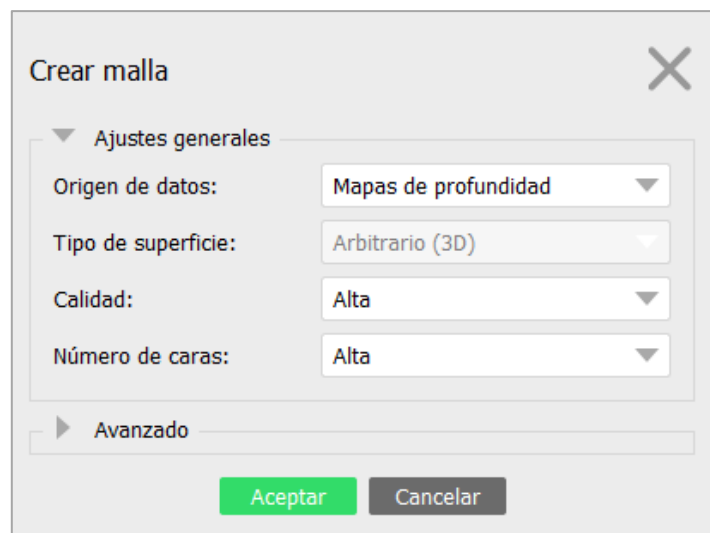 Crear malla
Ajustes generales
Origen de datos: Mapas de profundidad
Tipo de superficie: Arbitrario (3D)
Calidad: Alta
Número de caras: Alta
Avanzado
Aceptar Cancelar